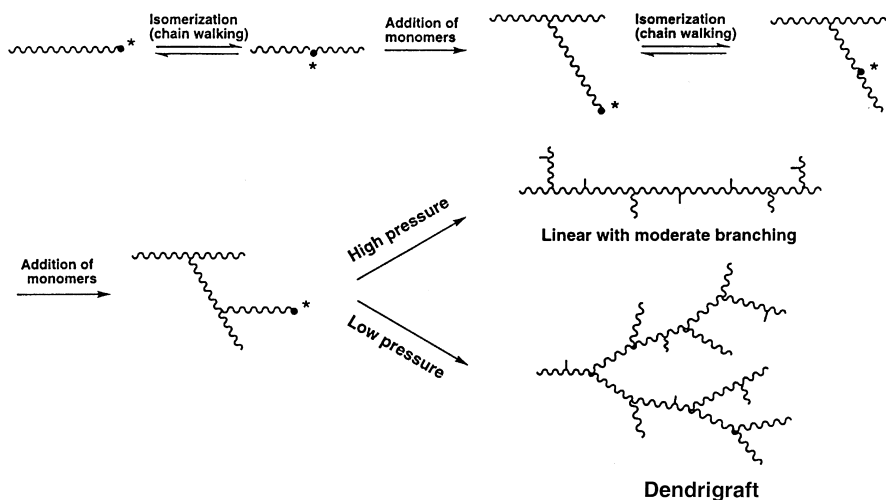 Isomerization
(chain walking)
*
*
Addition of
monomers
*
Isomerization
(chain walking)
*
Addition of
monomers
*
High pressure
Linear with moderate branching
Low pressure
Dendrigraft